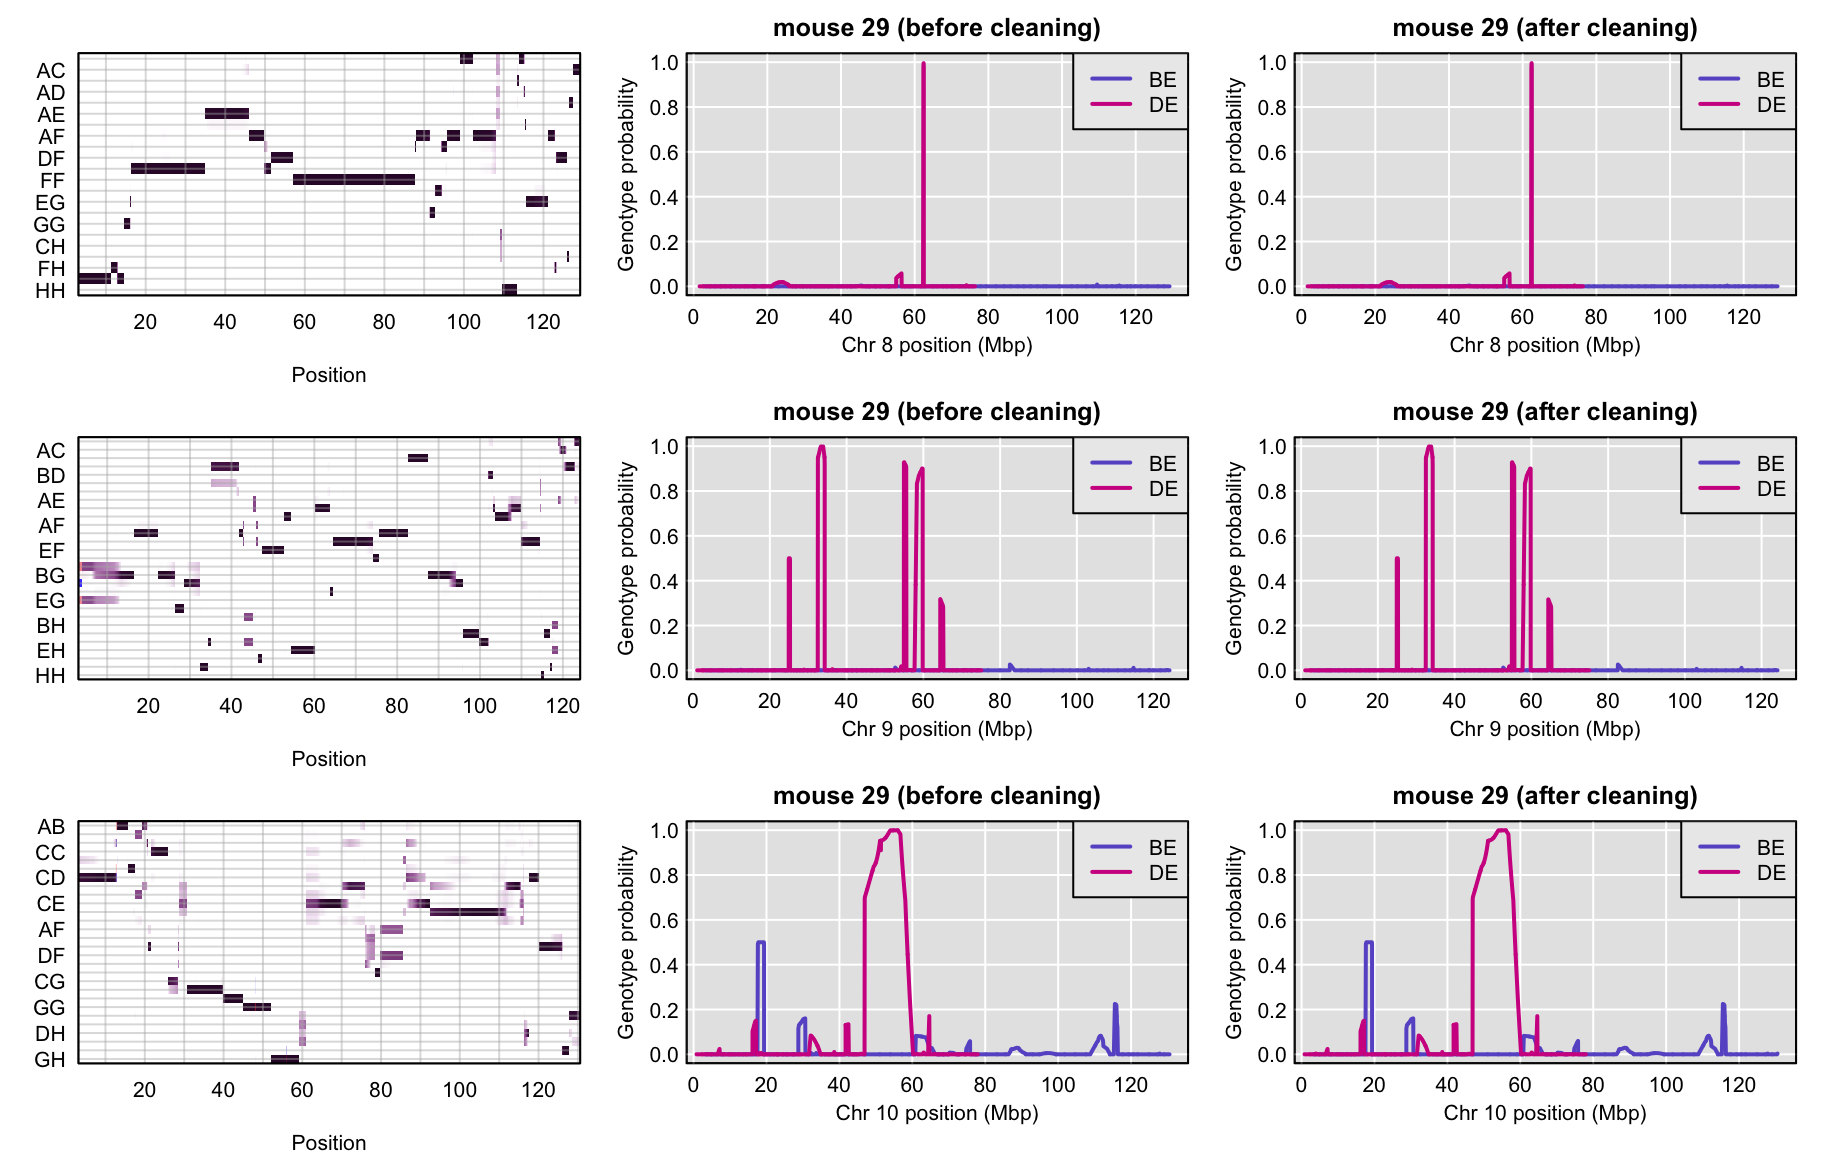 AC
AD
AE
AF
DF
FF
EG
GG
CH
FH
HH
20 40 60 80 100 120
Position
mouse 29 (before cleaning)
Genotype probability
1.0
0.8
0.6
0.4
0.2
0.0
BE
DE
0 20 40 60 80 100 120
Chr 8 position (Mbp)
mouse 29 (after cleaning)
Genotype probability
1.0
0.8
0.6
0.4
0.2
0.0
BE
DE
0 20 40 60 80 100 120
Chr 8 position (Mbp)
AC
BD
AE
AF
EF
BG
EG
BH
EH
HH
20 40 60 80 100 120
Position
mouse 29 (before cleaning)
Genotype probability
1.0
0.8
0.6
0.4
0.2
0.0
BE
DE
0 20 40 60 80 100 120
Chr 9 position (Mbp)
mouse 29 (after cleaning)
Genotype probability
1.0
0.8
0.6
0.4
0.2
0.0
BE
DE
0 20 40 60 80 100 120
Chr 9 position (Mbp)
AB
CC
CD
CE
AF
DF
CG
GG
DH
GH
20 40 60 80 100 120
Position
mouse 29 (before cleaning)
Genotype probability
1.0
0.8
0.6
0.4
0.2
0.0
BE
DE
0 20 40 60 80 100 120
Chr 10 position (Mbp)
mouse 29 (after cleaning)
Genotype probability
1.0
0.8
0.6
0.4
0.2
0.0
BE
DE
0 20 40 60 80 100 120
Chr 10 position (Mbp)